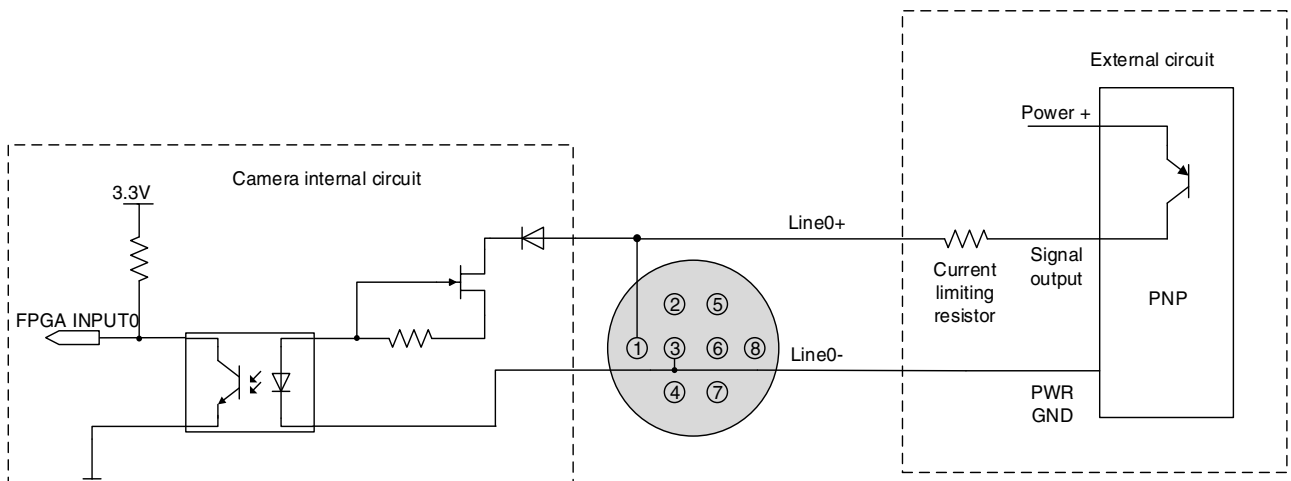 External circuit
Power +
Camera internal circuit
3.3V
Line0+
Current
limiting
resistor
Signal
output
PNP
FPGA INPUT0
② ⑤
① ③ ⑥ ⑧
④ ⑦
Line0-
PWR
GND